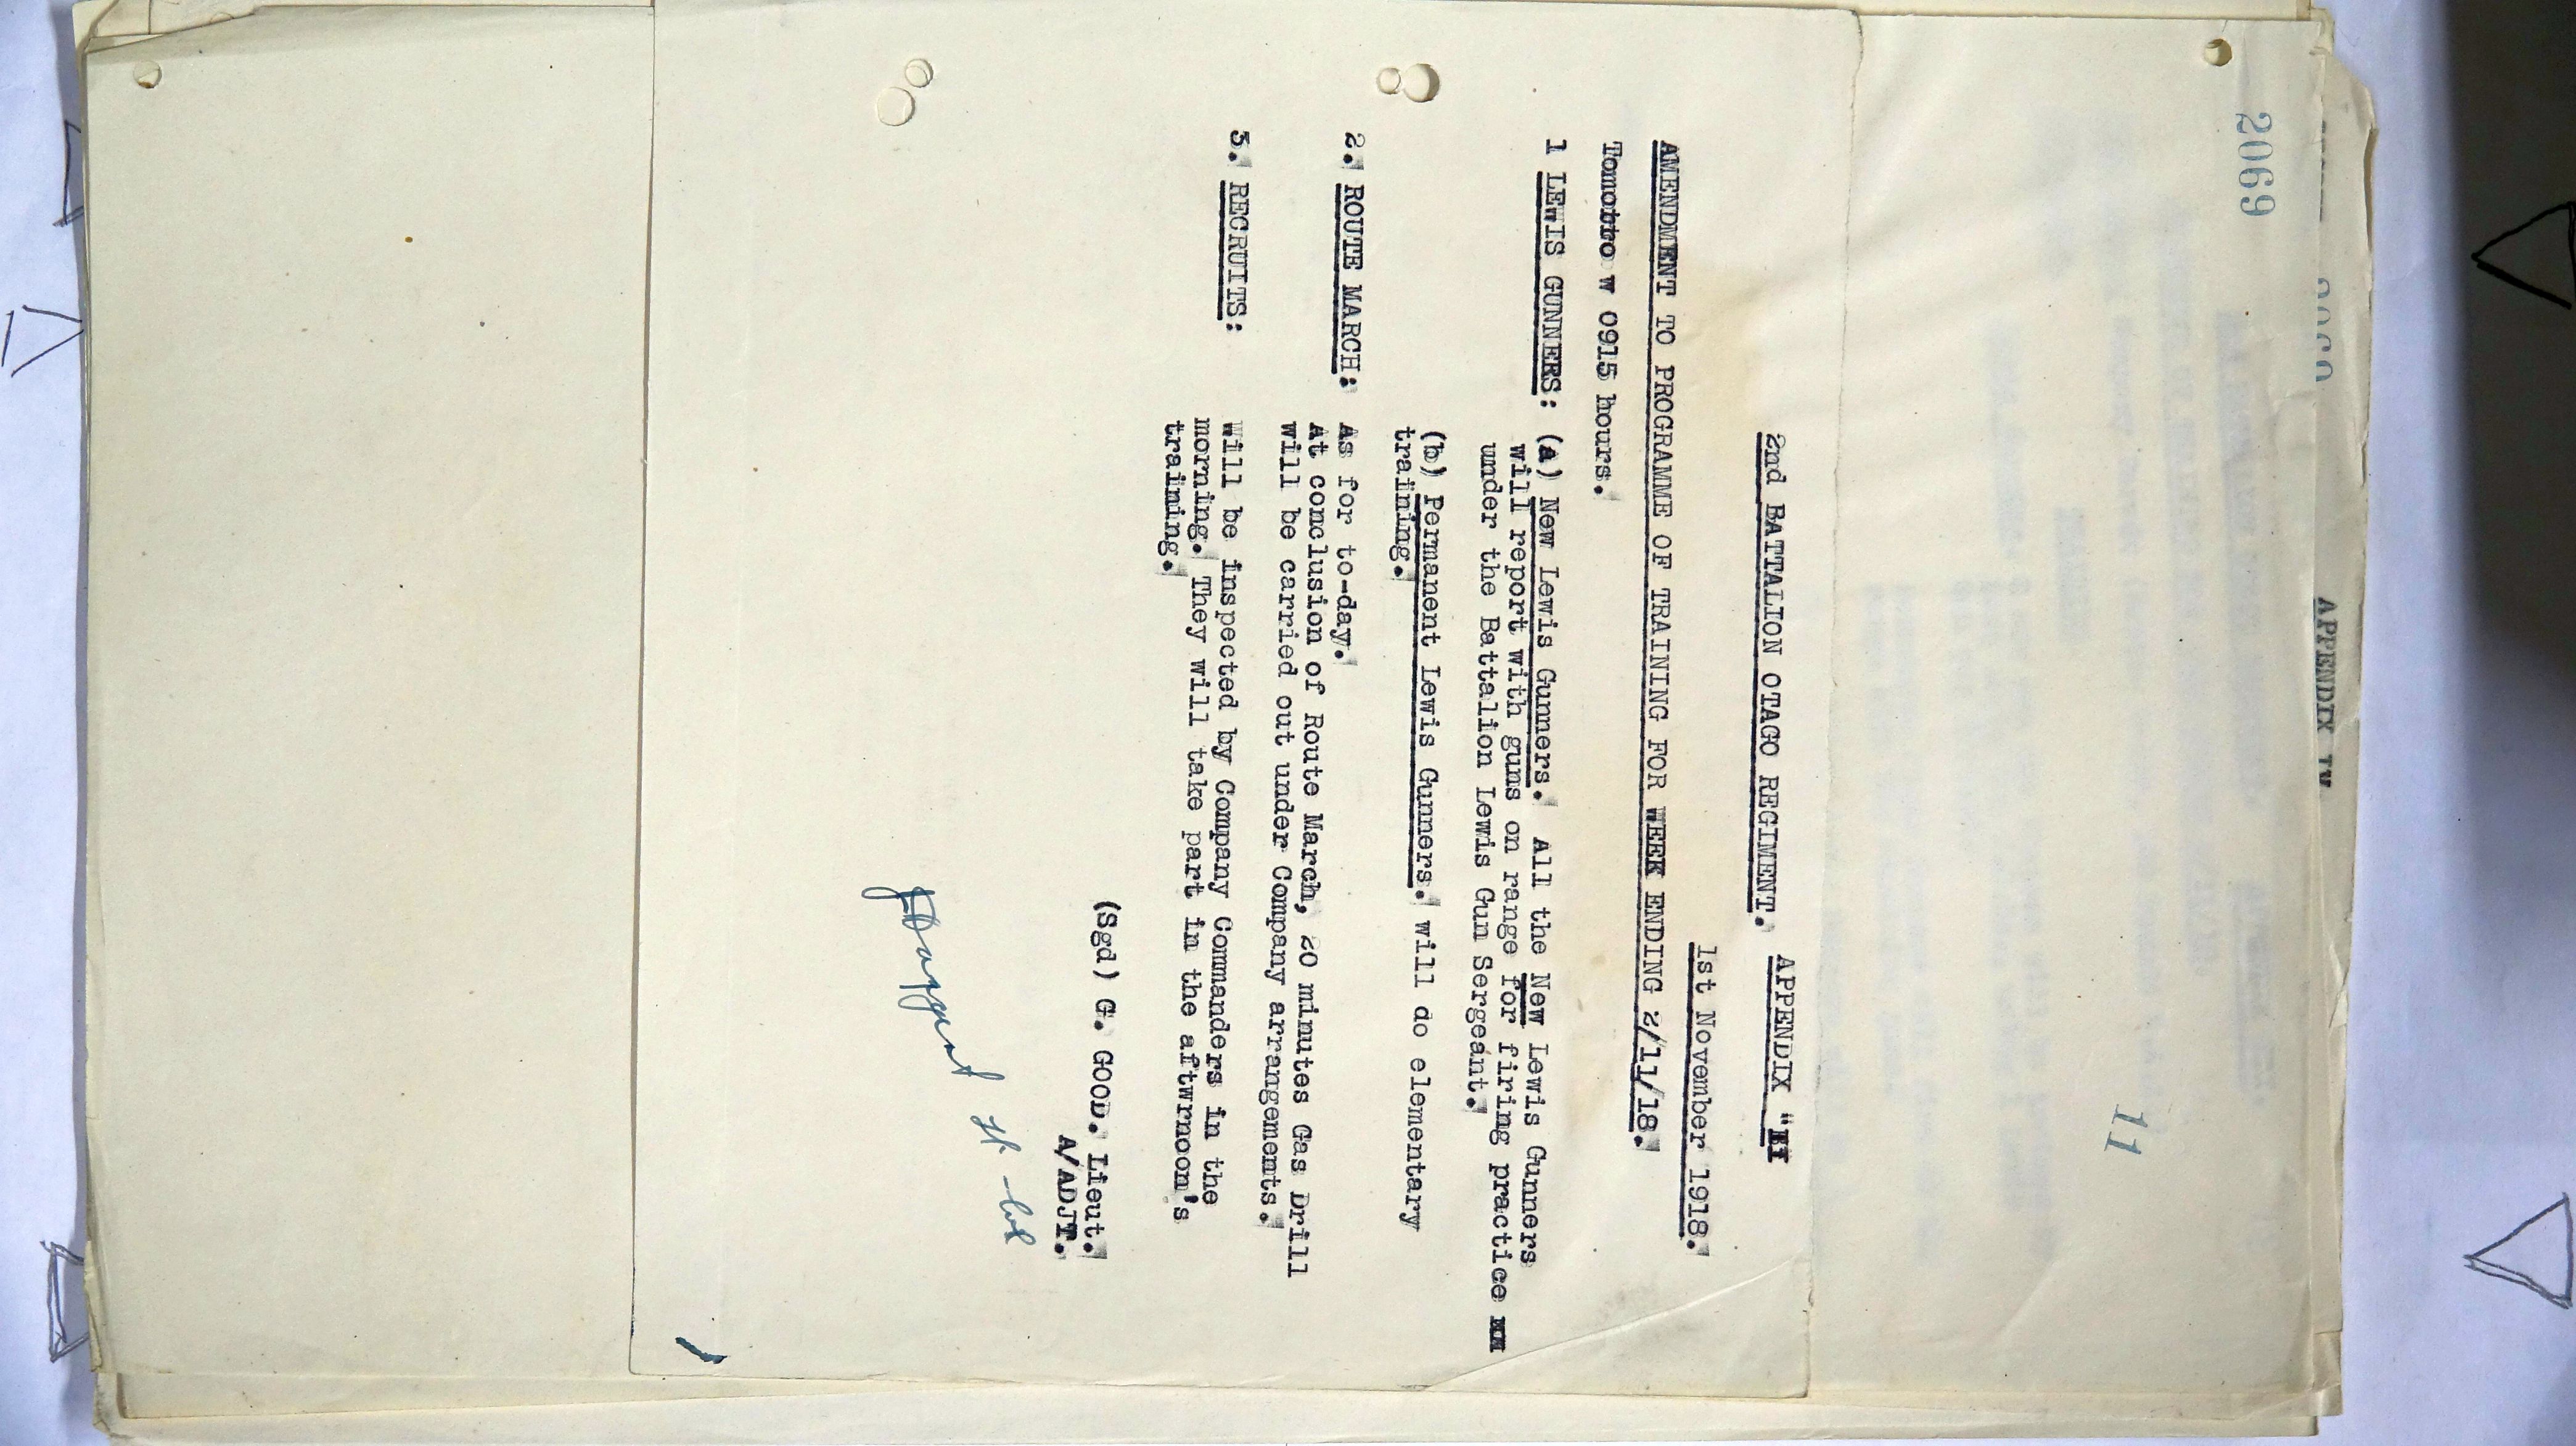 2069
APPENDIX IV
11
2nd BATTALION OTAGO REGIMENT.
APPENDIX "
1st November 1918.
AMENDMENT TO PROGRAMME OF TRAINING FOR WEEK ENDING 2/11/18.
Tomotro w 0915 hours.
1 LEWIS GUNNERS: (a) New Lewis Gunners. All the New Lewis Gunners
will report with guns on range for firing practice
under the Battalion Lewis Gun Sergeant.
(b) Permanent Lewis Gunners. will do elementary
training.
2. ROUTE MARCH: As for to-day.
At conclusion of Route March, 20 minutes Gas Drill
will be carried out under Company arrangements.
3. RECRUITS: Will be inspected by Company Commanders in the
morning. They will take part in the aftwrnoon's
training.
(Sgd) G. GOOD. Lieut.
A/ADJT.